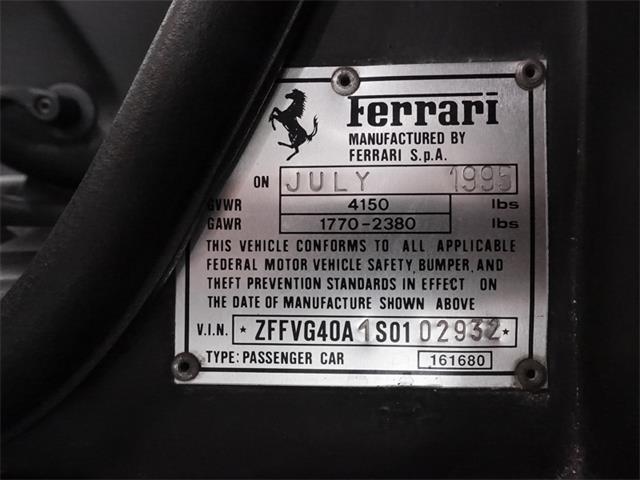 Ferrari
MANUFACTURED BY
FERRARI S.p.A.
ON JULY 1995
GVWR 4150 lbs
GAWR 1770-2380 lbs
THIS VEHICLE CONFORMS TO ALL APPLICABLE
FEDERAL MOTOR VEHICLE SAFETY, BUMPER, AND
THEFT PREVENTION STANDARDS IN EFFECT ON
THE DATE OF MANUFACTURE SHOWN ABOVE
V.I.N. * ZFFVG40A1S0102932 *
TYPE: PASSENGER CAR 161680